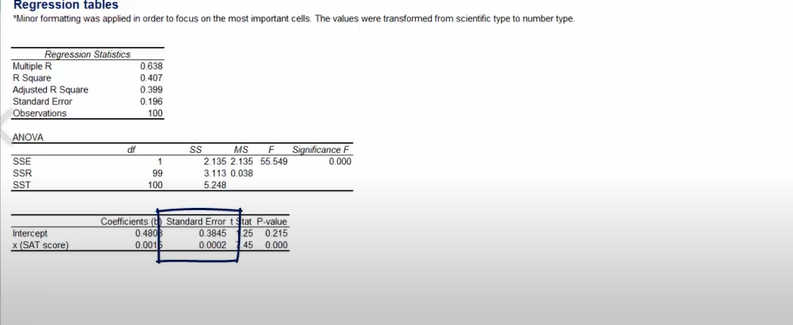 Regression tables
*Minor formatting was applied in order to focus on the most important cells. The values were transformed from scientific type to number type.
Regression Statistics
Multiple R 0.638
R Square 0.407
Adjusted R Square 0.399
Standard Error 0.196
Observations 100
ANOVA
df SS MS F Significance F
SSE 1 2.135 2.135 55.549 0.000
SSR 99 3.113 0.038
SST 100 5.248
Coefficients (b) Standard Error t Stat P-value
Intercept 0.4808 0.3845 .25 0.215
x (SAT score) 0.0016 0.0002 .45 0.000